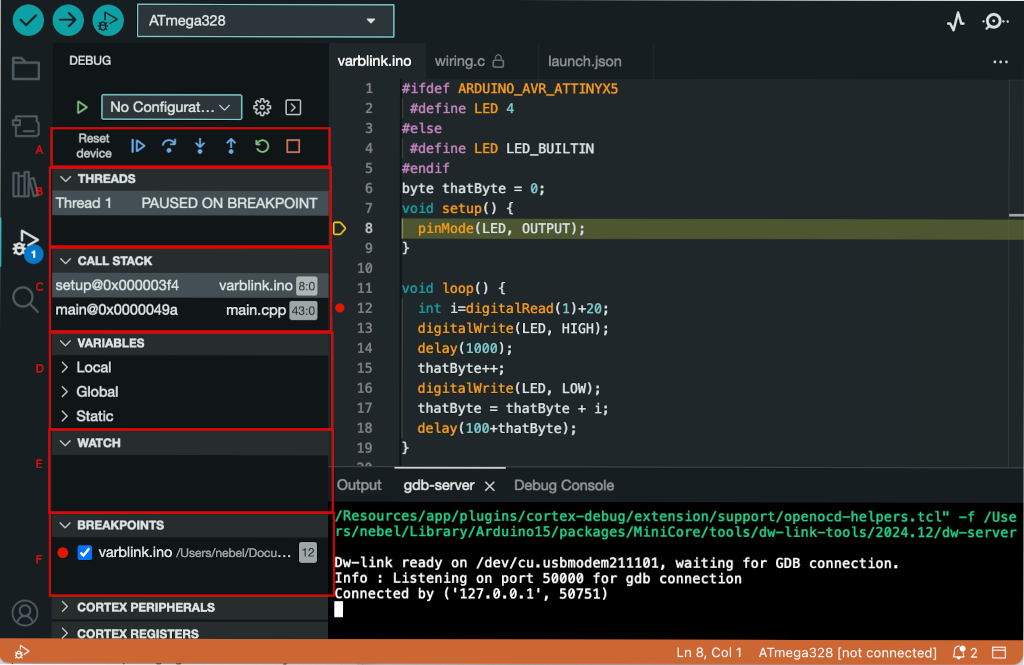 ATmega328
DEBUG
No Configurat...
A
Reset
device
B
THREADS
Thread 1 PAUSED ON BREAKPOINT
1
C
CALL STACK
setup@0x000003f4 varblink.ino 8:0
main@0x0000049a main.cpp 43:0
D
VARIABLES
Local
Global
Static
E
WATCH
F
BREAKPOINTS
varblink.ino /Users/nebel/Docu... 12
CORTEX PERIPHERALS
CORTEX REGISTERS
varblink.ino wiring.c launch.json
1 #ifdef ARDUINO_AVR_ATTINYX5
2 #define LED 4
3 #else
4 #define LED LED_BUILTIN
5 #endif
6 byte thatByte = 0;
7 void setup() {
8 pinMode(LED, OUTPUT);
9 }
10
11 void loop() {
12 int i=digitalRead(1)+20;
13 digitalWrite(LED, HIGH);
14 delay(1000);
15 thatByte++;
16 digitalWrite(LED, LOW);
17 thatByte = thatByte + i;
18 delay(100+thatByte);
19 }
20
Output gdb-server Debug Console
/Resources/app/plugins/cortex-debug/extension/support/openocd-helpers.tcl" -f /Use
rs/nebel/Library/Arduino15/packages/MiniCore/tools/dw-link-tools/2024.12/dw-server
Dw-link ready on /dev/cu.usbmodem211101, waiting for GDB connection.
Info : Listening on port 50000 for gdb connection
Connected by ('127.0.0.1', 50751)
Ln 8, Col 1 ATmega328 [not connected] 2